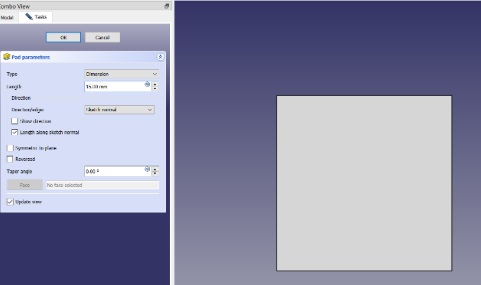 Combo View
Model Tasks
OK Cancel
Pad parameters
Type Dimension
Length 15.00 mm
Direction
Direction/edge: Sketch normal
Show direction
Length along sketch normal
Symmetric to plane
Reversed
Taper angle 0.00 °
Face No face selected
Update view